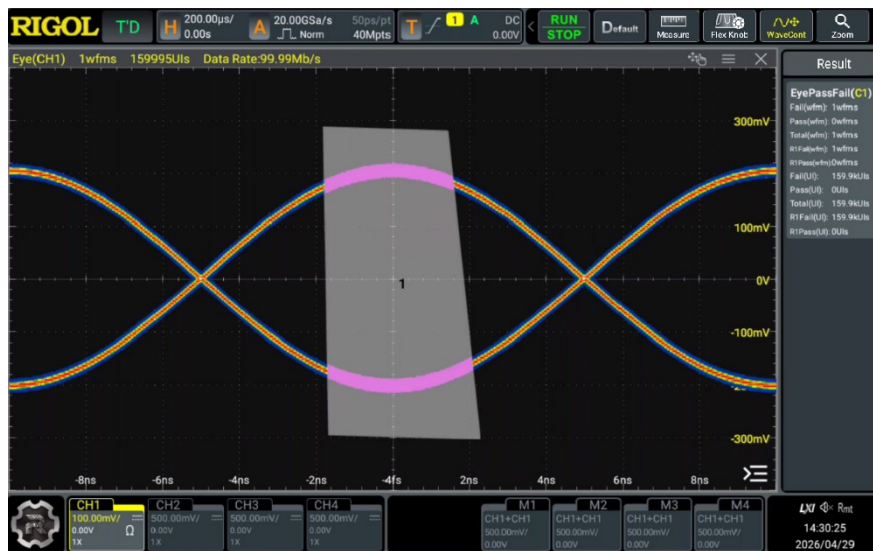 RIGOL T'D H 200.00μs/ 0.00s A 20.00GSa/s Norm 50ps/pt 40Mpts T 1 A DC 0.00V < RUN STOP Default Measure Flex Knob WaveCont Zoom
Eye(CH1) 1wfms 159995UIs Data Rate:99.99Mb/s
Result
EyePassFail(C1)
Fail(wfm): 1wfms
Pass(wfm): 0wfms
Total(wfm): 1wfms
R1Fail(wfm): 1wfms
R1Pass(wfm):0wfms
Fail(UI): 159.9kUIs
Pass(UI): 0UIs
Total(UI): 159.9kUIs
R1Fail(UI): 159.9kUIs
R1Pass(UI): 0UIs
300mV
100mV
1
0V
-100mV
-300mV
-8ns -6ns -4ns -2ns -4fs 2ns 4ns 6ns 8ns
CH1 CH2 CH3 CH4 M1 M2 M3 M4
100.00mV/ 500.00mV/ 500.00mV/ 500.00mV/ CH1+CH1 CH1+CH1 CH1+CH1 CH1+CH1
0.00V Ω 0.00V 0.00V 0.00V 500.00mV/ 500.00mV/ 500.00mV/ 500.00mV/
1X 1X 1X 1X 0.00V 0.00V 0.00V 0.00V
LXI Rmt
14:30:25
2026/04/29